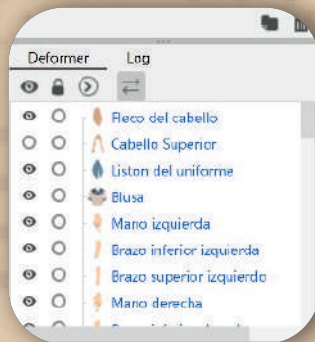 Deformer Log
Fleco del cabello
Cabello Superior
Liston del uniforme
Blusa
Mano izquierda
Brazo inferior izquierda
Brazo superior izquierdo
Mano derecha